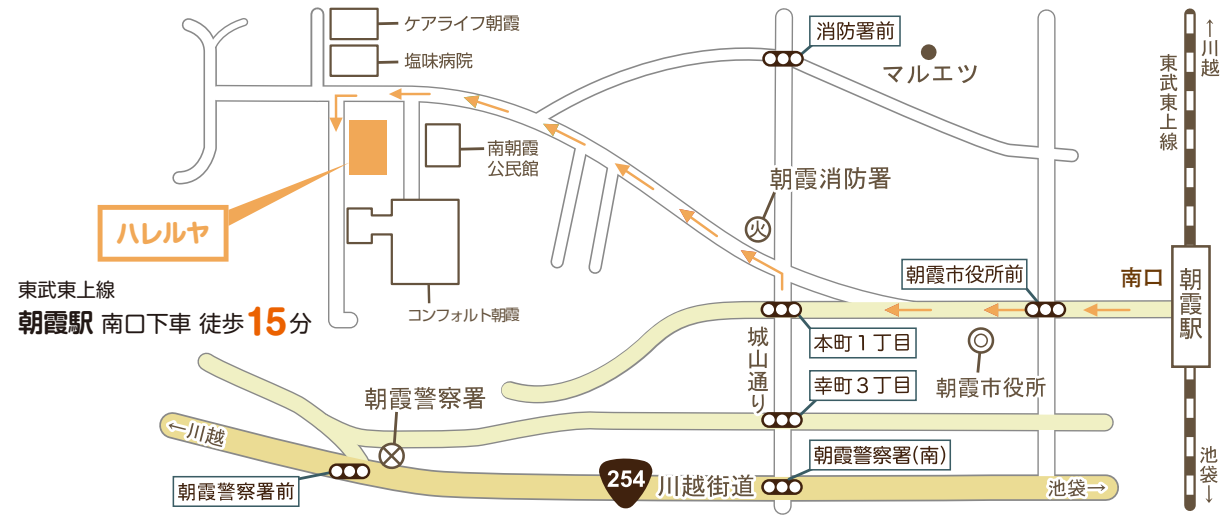 ケアライフ朝霞
塩味病院
消防署前
マルエツ
←川越
東武東上線
南朝霞
公民館
朝霞消防署
火
ハレルヤ
朝霞市役所前
南口
朝霞駅
東武東上線
朝霞駅 南口下車 徒歩15分
コンフォルト朝霞
本町1丁目
城山通り
朝霞市役所
幸町3丁目
朝霞警察署
←川越
朝霞警察署(南)
朝霞警察署前
254
川越街道
池袋→
池袋→